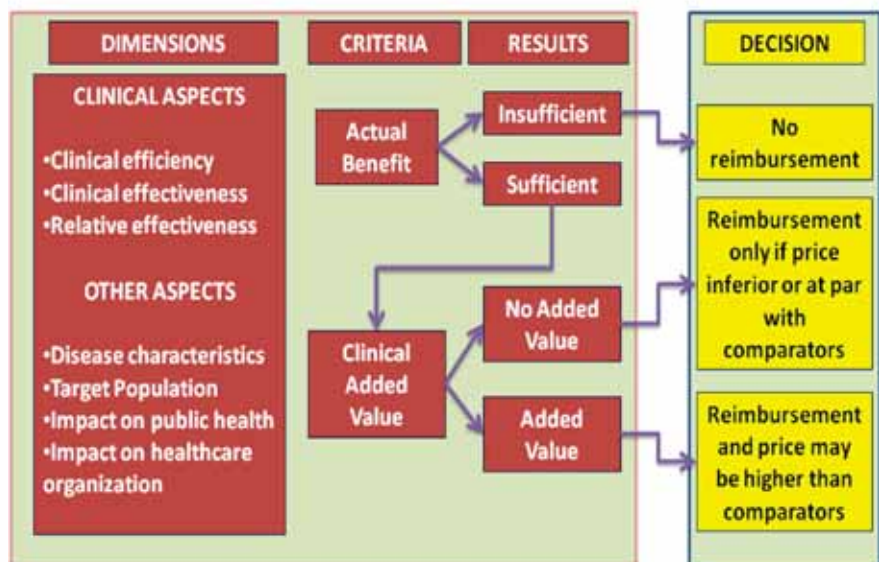 DIMENSIONS
CRITERIA
RESULTS
DECISION
CLINICAL ASPECTS
•Clinical efficiency
•Clinical effectiveness
•Relative effectiveness
OTHER ASPECTS
•Disease characteristics
•Target Population
•Impact on public health
•Impact on healthcare
organization
Actual
Benefit
Insufficient
Sufficient
Clinical
Added
Value
No Added
Value
Added
Value
No
reimbursement
Reimbursement
only if price
inferior or at par
with
comparators
Reimbursement
and price may
be higher than
comparators